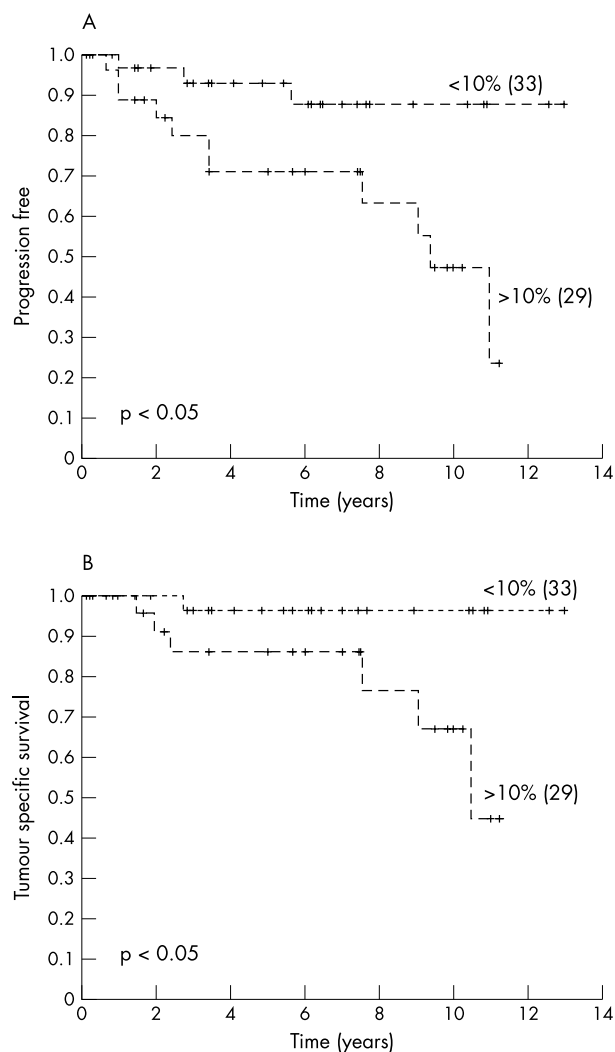 A
1.0
0.9
0.8
0.7
0.6
0.5
0.4
0.3
0.2
0.1
0
Progression free
<10% (33)
>10% (29)
p < 0.05
0 2 4 6 8 10 12 14
Time (years)
B
1.0
0.9
0.8
0.7
0.6
0.5
0.4
0.3
0.2
0.1
0
Tumour specific survival
<10% (33)
>10% (29)
p < 0.05
0 2 4 6 8 10 12 14
Time (years)